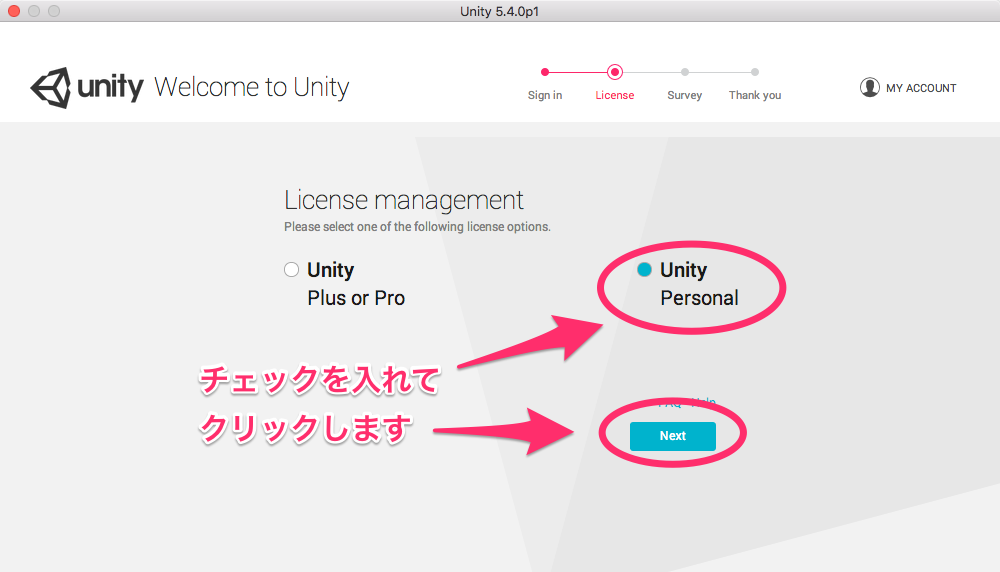 Unity 5.4.0p1
unity Welcome to Unity
Sign in License Survey Thank you
MY ACCOUNT
License management
Please select one of the following license options.
Unity
Plus or Pro
Unity
Personal
チェックを入れて
クリックします
FAQ Help
Next